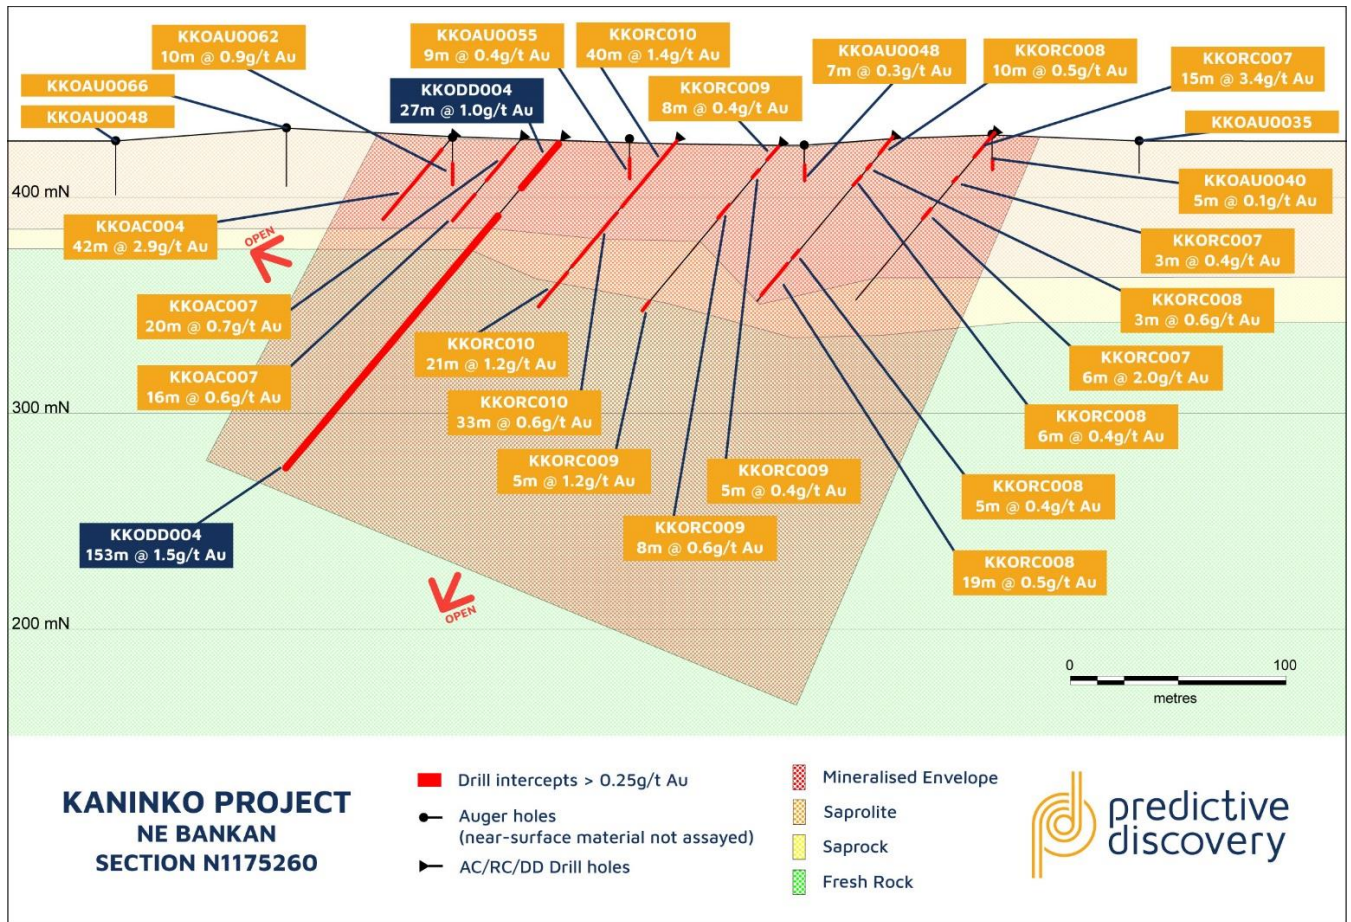 KKOAU0062
10m @ 0.9g/t Au
KKOAU0055
9m @ 0.4g/t Au
KKORC010
40m @ 1.4g/t Au
KKOAU0048
7m @ 0.3g/t Au
KKORC008
10m @ 0.5g/t Au
KKORC007
15m @ 3.4g/t Au
KKOAU0066
KKOAU0048
KKODD004
27m @ 1.0g/t Au
KKORC009
8m @ 0.4g/t Au
KKOAU0035
400 mN
KKOAU0040
5m @ 0.1g/t Au
KKOAC004
42m @ 2.9g/t Au
OPEN
KKORC007
3m @ 0.4g/t Au
KKOAC007
20m @ 0.7g/t Au
KKORC008
3m @ 0.6g/t Au
KKORC010
21m @ 1.2g/t Au
KKORC007
6m @ 2.0g/t Au
KKOAC007
16m @ 0.6g/t Au
KKORC010
33m @ 0.6g/t Au
300 mN
KKORC008
6m @ 0.4g/t Au
KKORC009
5m @ 1.2g/t Au
KKORC009
5m @ 0.4g/t Au
KKORC008
5m @ 0.4g/t Au
KKODD004
153m @ 1.5g/t Au
KKORC009
8m @ 0.6g/t Au
KKORC008
19m @ 0.5g/t Au
OPEN
200 mN
0 100
metres
KANINKO PROJECT
NE BANKAN
SECTION N1175260
Drill intercepts > 0.25g/t Au
Auger holes
(near-surface material not assayed)
AC/RC/DD Drill holes
Mineralised Envelope
Saprolite
Saprock
Fresh Rock
predictive
discovery